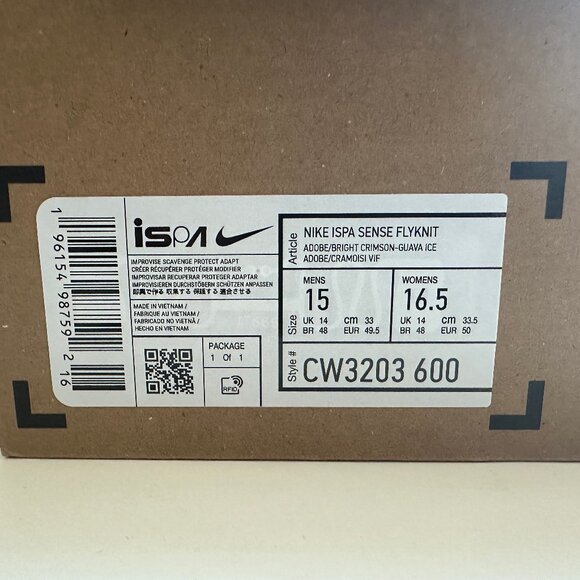 1 96154 98759 2 16
ISPA
IMPROVISE SCAVENGE PROTECT ADAPT
CRÉER RÉCUPÉRER PROTÉGER MODIFIER
IMPROVISAR RECUPERAR PROTEGER ADAPTAR
IMPROVISIEREN DURCHSTÖBERN SCHÜTZEN ANPASSEN
即興で作る 収集する 保護する 適合させる
MADE IN VIETNAM /
FABRIQUE AU VIETNAM /
FABRICADO NO VIETNÃ /
HECHO EN VIETNAM
PACKAGE
1 Of 1
RFID
Article
NIKE ISPA SENSE FLYKNIT
ADOBE/BRIGHT CRIMSON-GUAVA ICE
ADOBE/CRAMOISI VIF
Size
MENS
15
UK 14 cm 33
BR 48 EUR 49.5
WOMENS
16.5
UK 14 cm 33.5
BR 48 EUR 50
Style #
CW3203 600